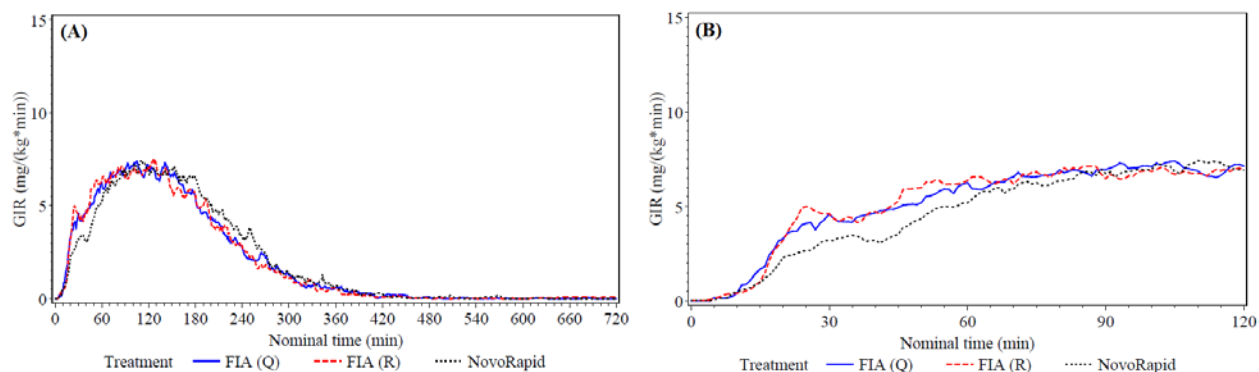 (A)
GIR (mg/(kg*min))
15
10
5
0
0 60 120 180 240 300 360 420 480 540 600 660 720
Nominal time (min)
Treatment FIA (Q) FIA (R) NovoRapid
(B)
GIR (mg/(kg*min))
15
10
5
0
0 30 60 90 120
Nominal time (min)
Treatment FIA (Q) FIA (R) NovoRapid